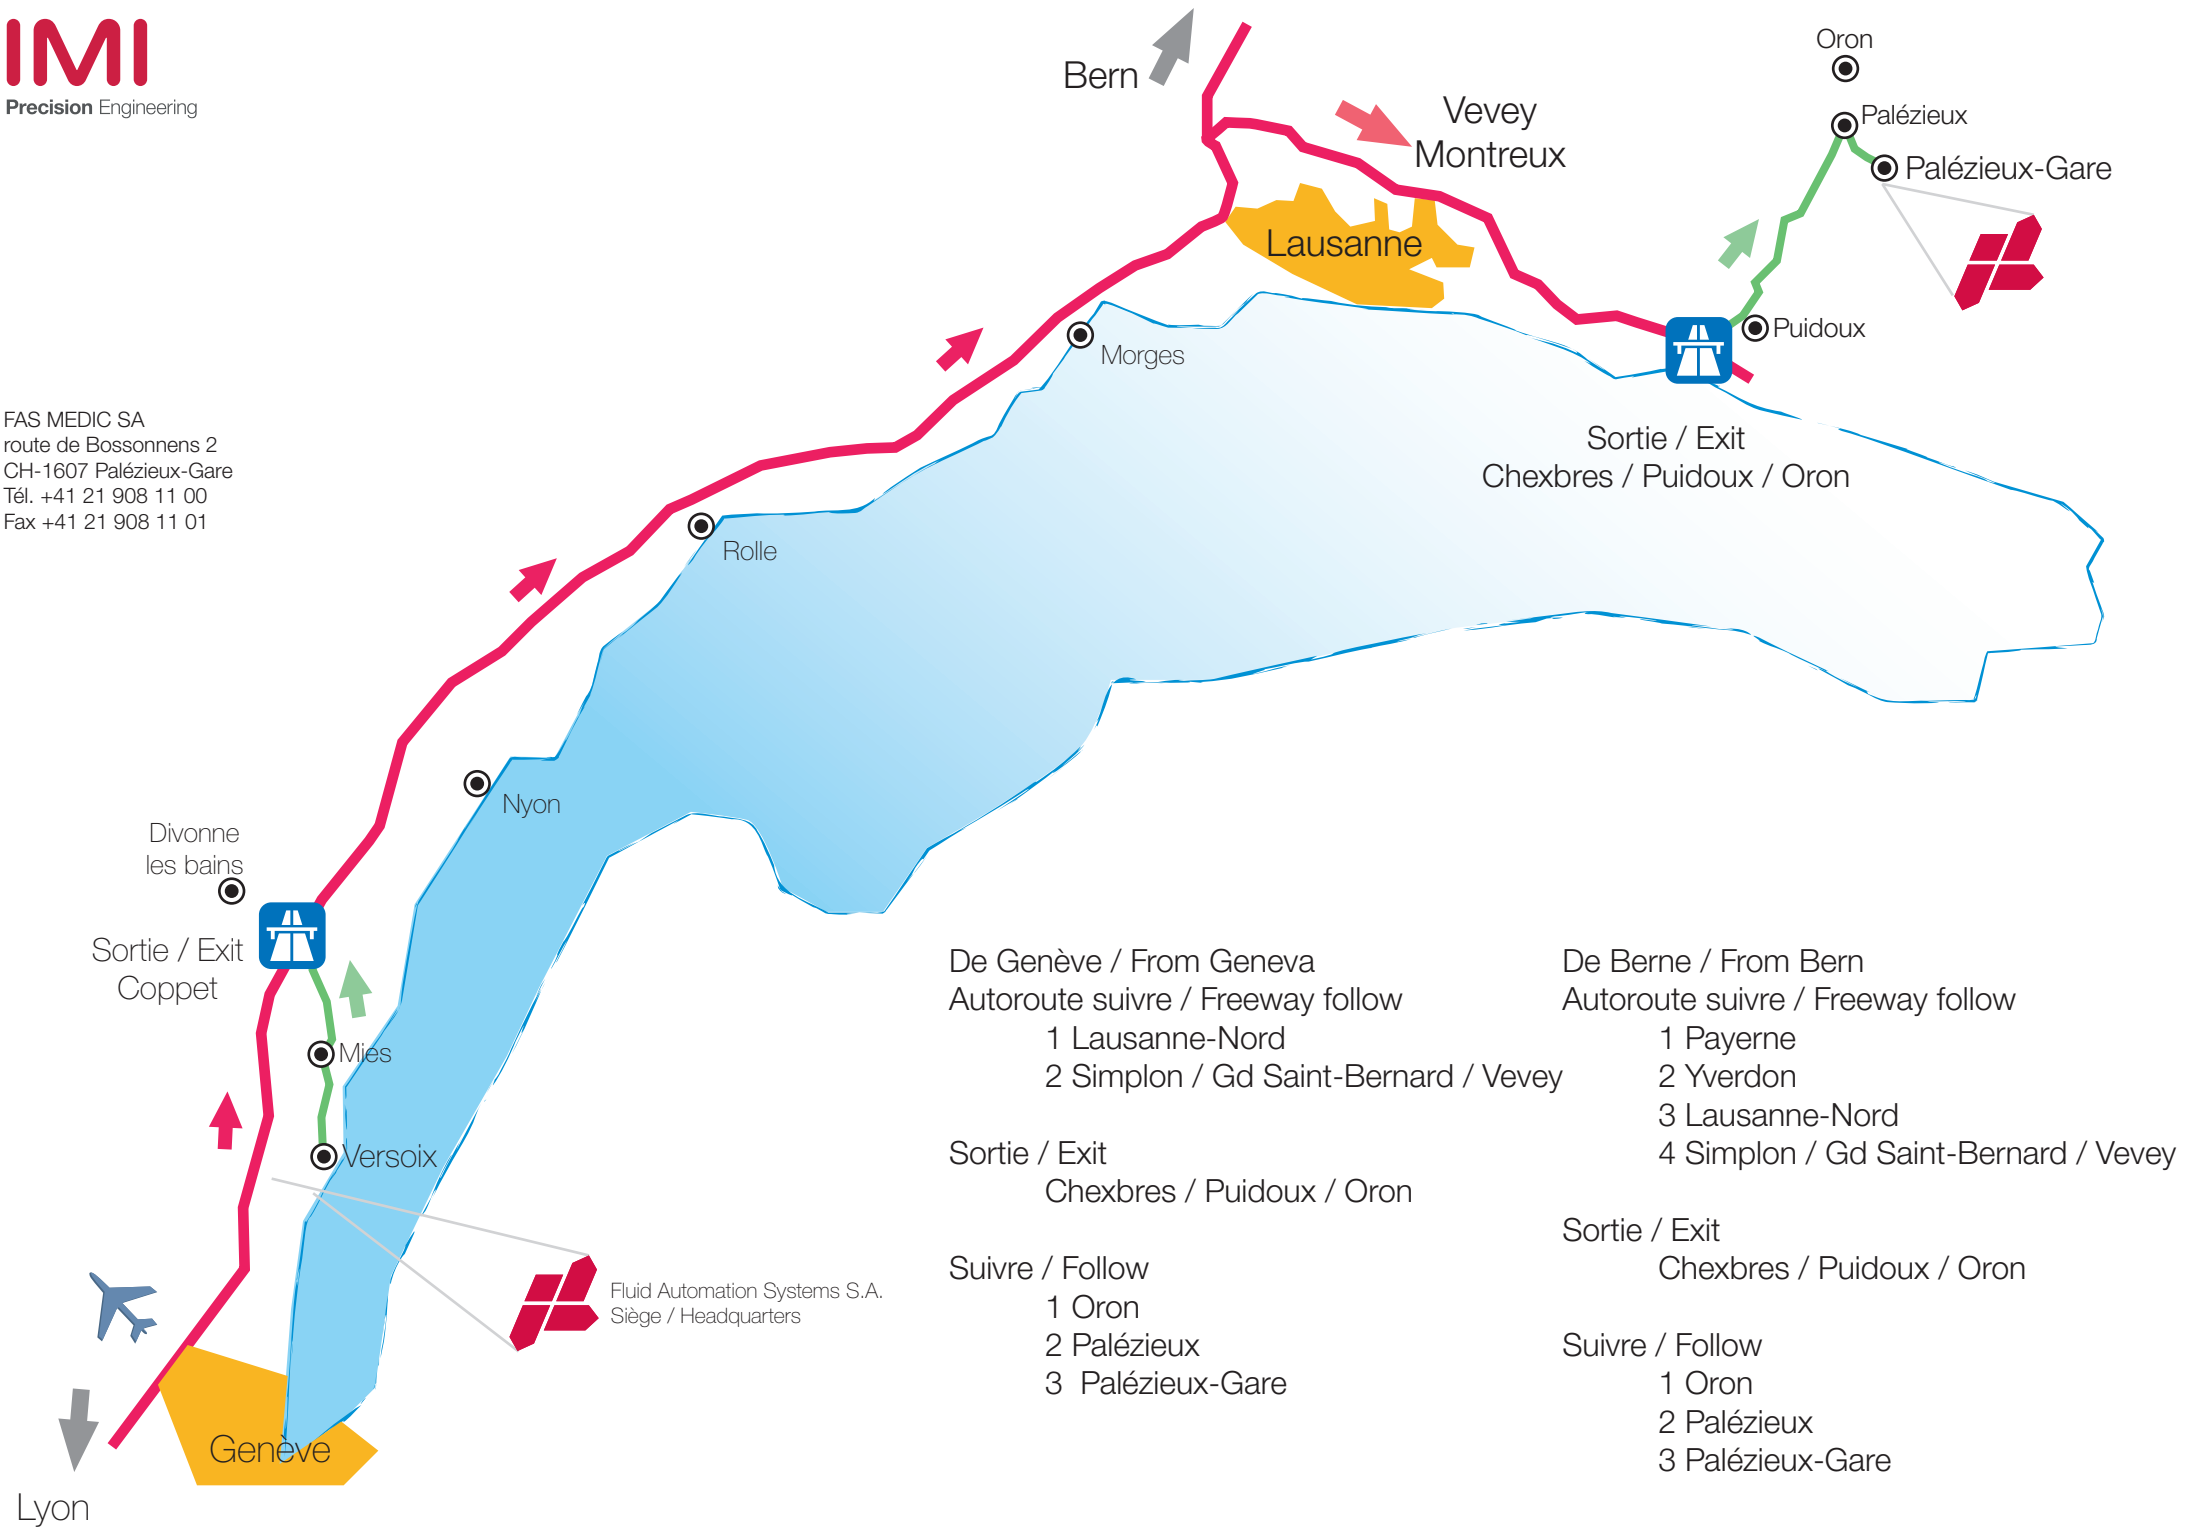 IMI
Precision Engineering
Bern
Vevey
Montreux
Oron
Palézieux
Palézieux-Gare
Lausanne
Puidoux
Morges
Sortie / Exit
Chexbres / Puidoux / Oron
FAS MEDIC SA
route de Bossonnens 2
CH-1607 Palézieux-Gare
Tél. +41 21 908 11 00
Fax +41 21 908 11 01
Rolle
Nyon
Divonne
les bains
Sortie / Exit
Coppet
Mies
Versoix
Fluid Automation Systems S.A.
Siège / Headquarters
Genève
Lyon
De Genève / From Geneva
Autoroute suivre / Freeway follow
1 Lausanne-Nord
2 Simplon / Gd Saint-Bernard / Vevey
Sortie / Exit
Chexbres / Puidoux / Oron
Suivre / Follow
1 Oron
2 Palézieux
3 Palézieux-Gare
De Berne / From Bern
Autoroute suivre / Freeway follow
1 Payerne
2 Yverdon
3 Lausanne-Nord
4 Simplon / Gd Saint-Bernard / Vevey
Sortie / Exit
Chexbres / Puidoux / Oron
Suivre / Follow
1 Oron
2 Palézieux
3 Palézieux-Gare